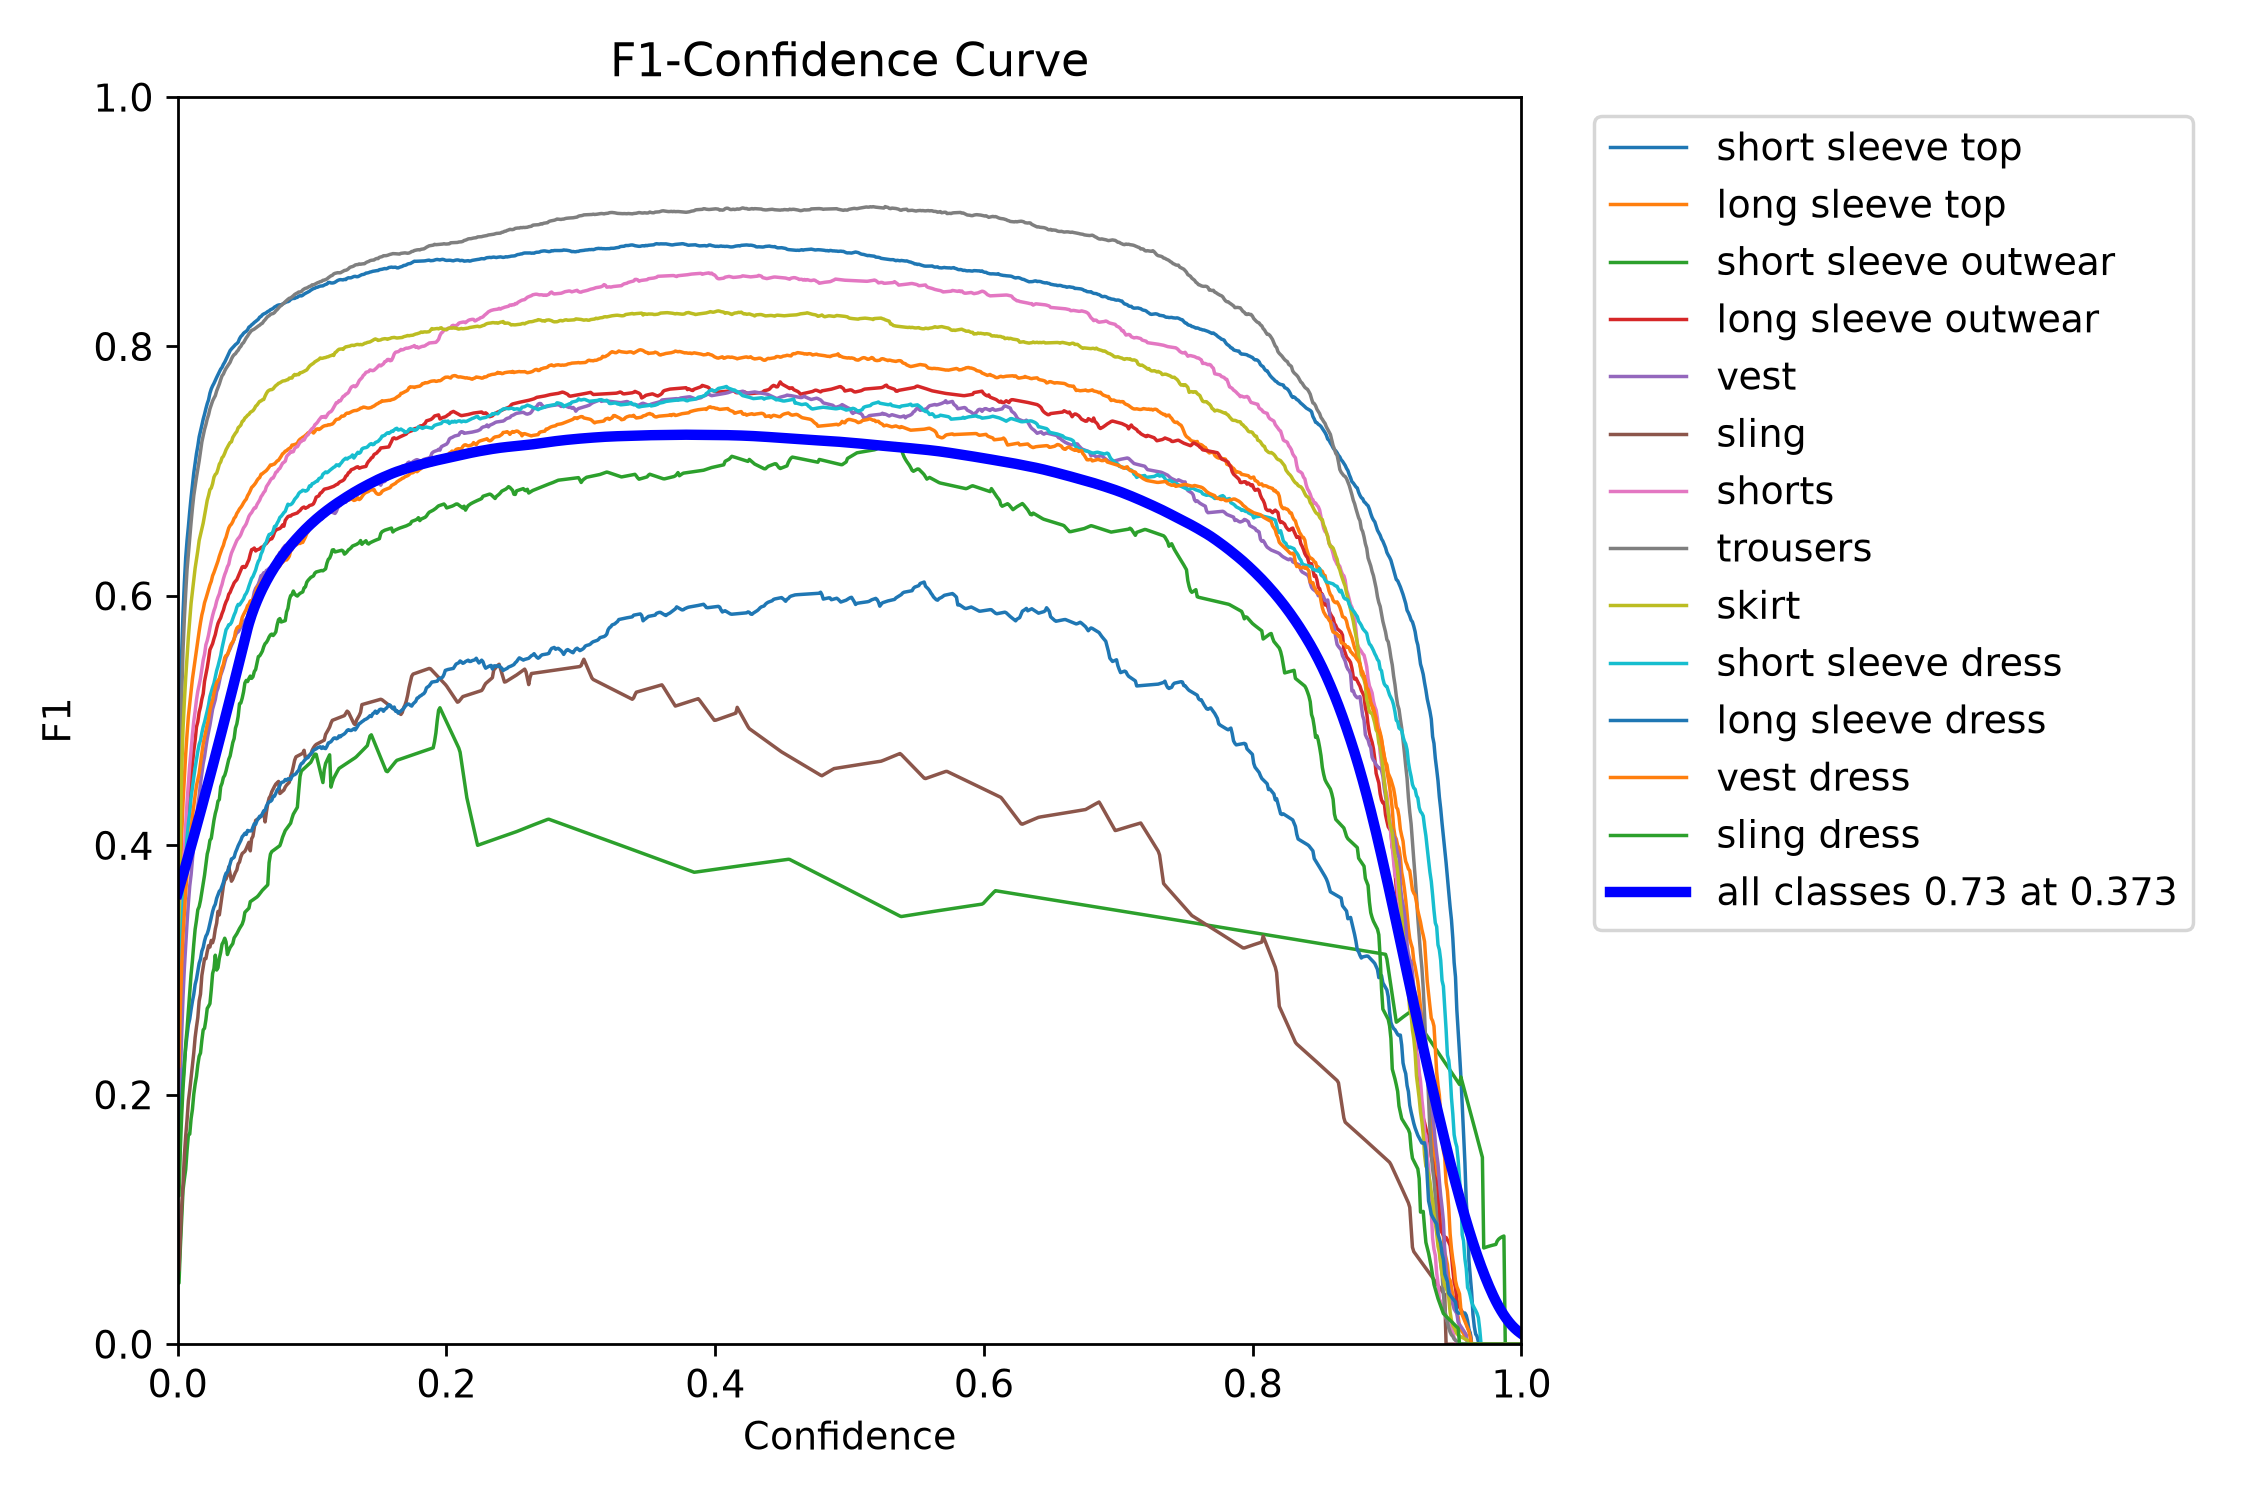 F1-Confidence Curve
1.0
0.8
0.6
0.4
0.2
0.0
F1
0.0 0.2 0.4 0.6 0.8 1.0
Confidence
short sleeve top
long sleeve top
short sleeve outwear
long sleeve outwear
vest
sling
shorts
trousers
skirt
short sleeve dress
long sleeve dress
vest dress
sling dress
all classes 0.73 at 0.373